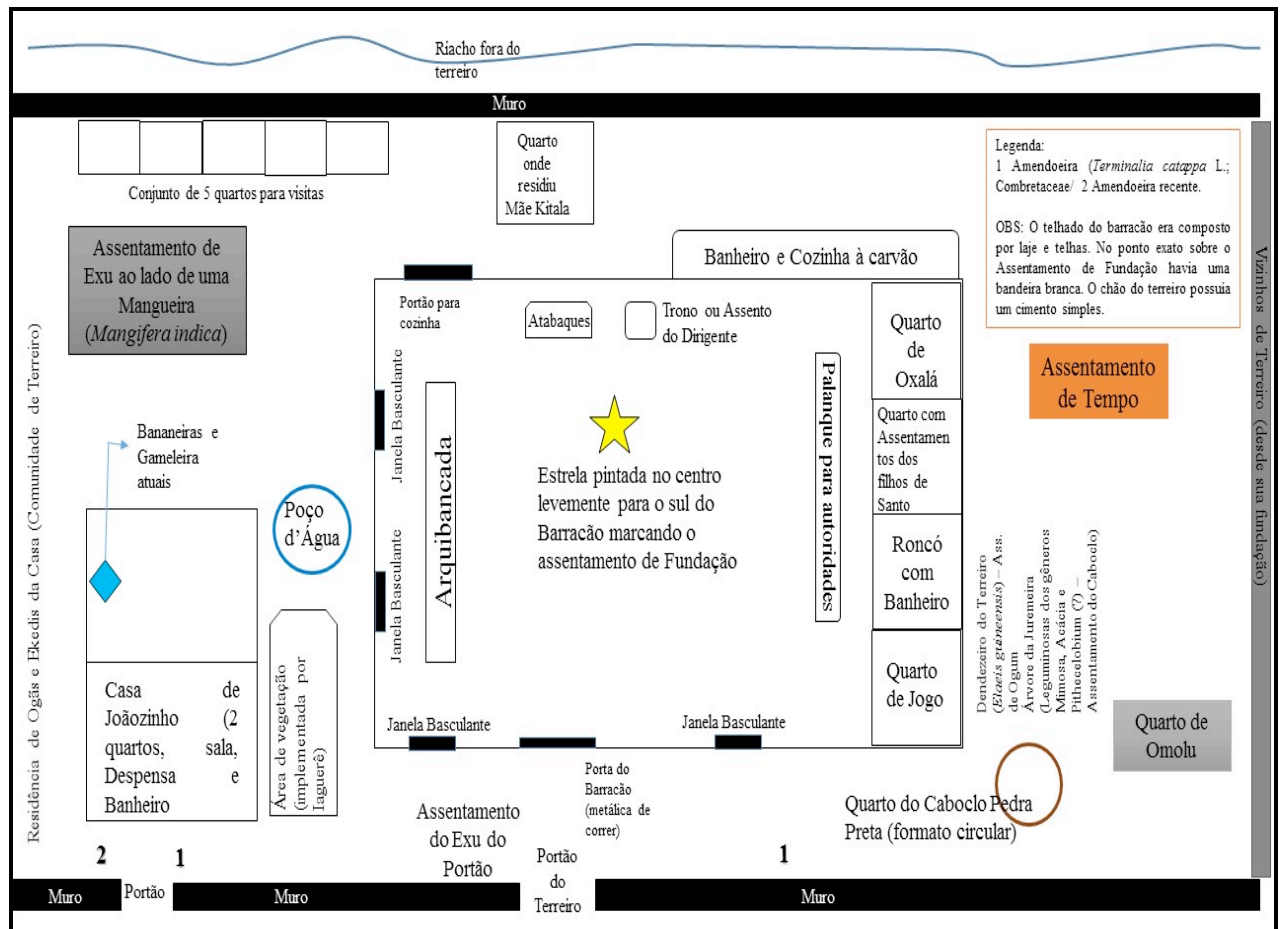 Riacho fora do
terreiro
Muro
Conjunto de 5 quartos para visitas
Quarto
onde
residiu
Mãe Kitala
Legenda:
1 Amendoeira (Terminalia catappa L.;
Combretaceae/ 2 Amendoeira recente.
OBS: O telhado do barracão era composto
por laje e telhas. No ponto exato sobre o
Assentamento de Fundação havia uma
bandeira branca. O chão do terreiro possuia
um cimento simples.
Assentamento de
Exu ao lado de uma
Mangueira
(Mangifera indica)
Banheiro e Cozinha à carvão
Portão para
cozinha
Atabaques
Trono ou Assento
do Dirigente
Quarto
de
Oxalá
Assentamento
de Tempo
Vizinhos de Terreiro (desde sua fundação)
Residência de Ogãs e Ekedis da Casa (Comunidade de Terreiro)
Bananeiras e
Gameleira
atuais
Janela Basculante
Arquibancada
Palanque para autoridades
Quarto com
Assentamen
tos dos
filhos de
Santo
Estrela pintada no centro
levemente para o sul do
Barracão marcando o
assentamento de Fundação
Poço
d'Água
Janela Basculante
Roncó
com
Banheiro
Dendezeiro do Terreiro
(Elaeis guineensis) – Ass.
de Ogum
Árvore da Juremeira
(Leguminosas dos gêneros
Mimosa, Acácia e
Pithecelobium (?) –
Assentamento do Caboclo)
Casa de
Joãozinho (2
quartos, sala,
Despensa e
Banheiro
Área de vegetação
(implementada por
Iaguerê)
Quarto
de Jogo
Quarto de
Omolu
Janela Basculante
Janela Basculante
Porta do
Barracão
(metálica de
correr)
Assentamento
do Exu do
Portão
Quarto do Caboclo Pedra
Preta (formato circular)
2
1
1
Portão
do
Terreiro
Muro
Portão
Muro
Muro